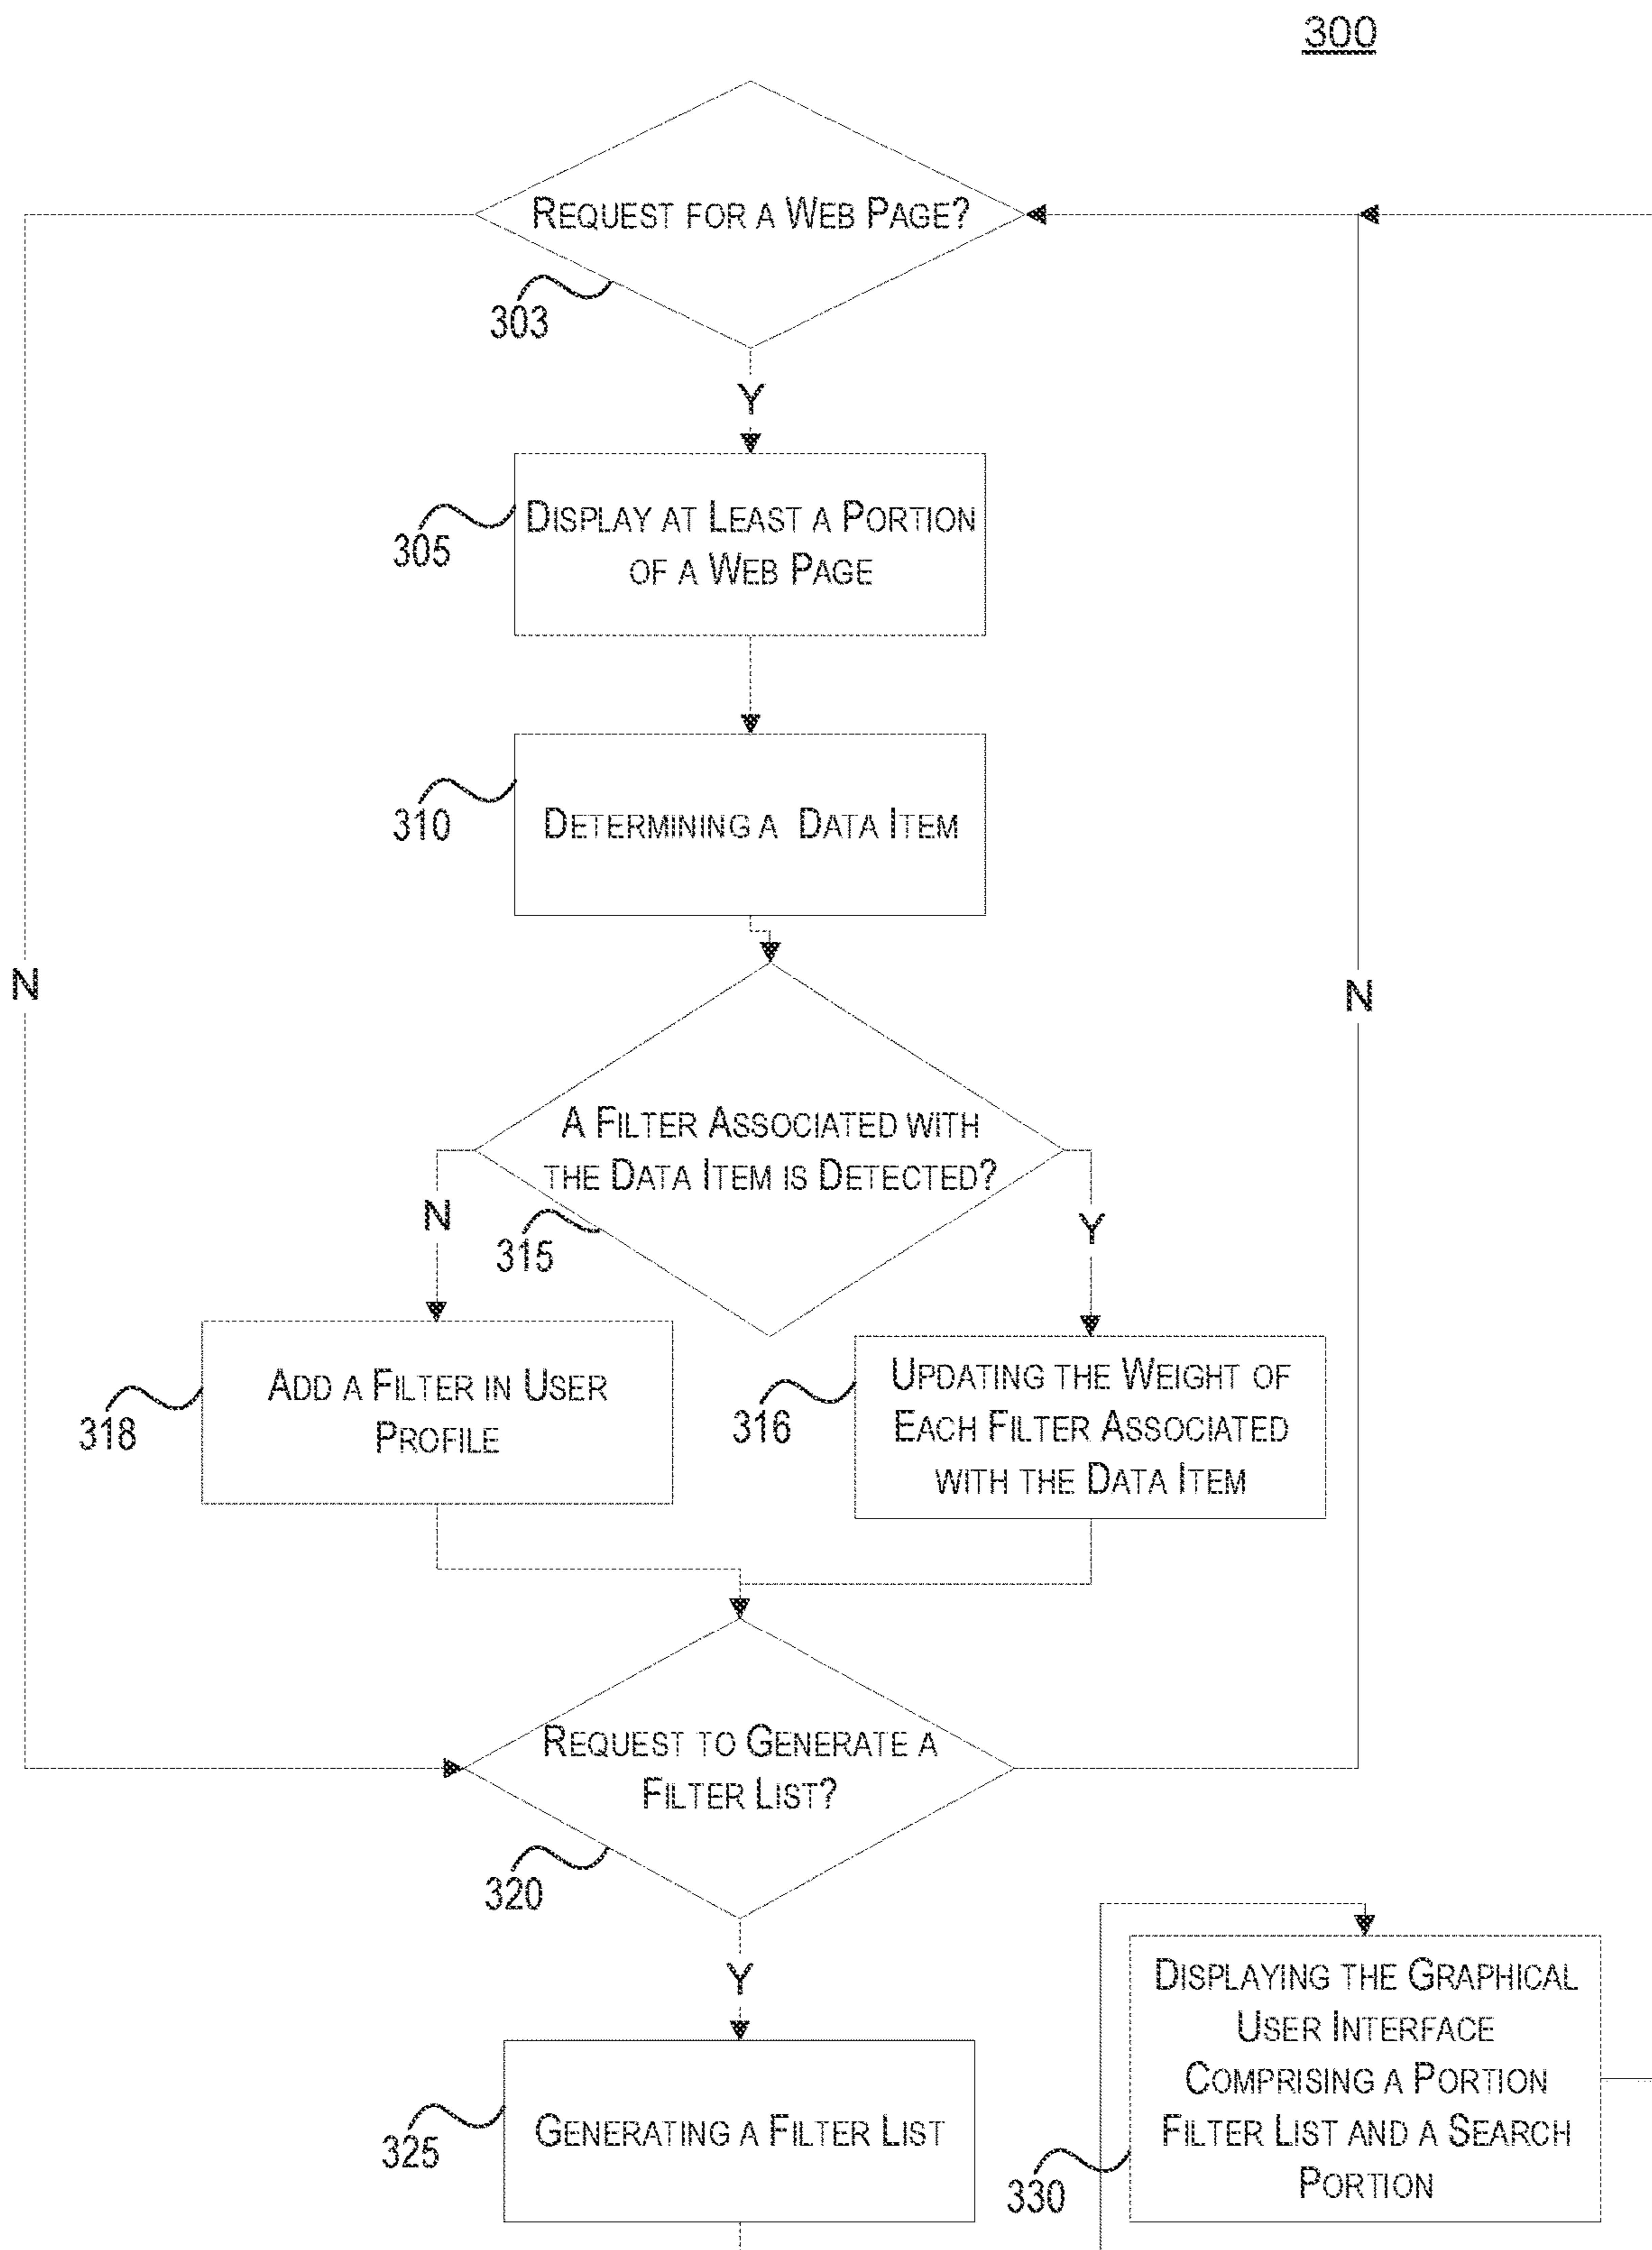 300
Request for a Web Page?
303
Y
305
Display at Least a Portion
of a Web Page
310
Determining a Data Item
N
N
A Filter Associated with
the Data Item is Detected?
315
N
Y
318
Add a Filter in User
Profile
316
Updating the Weight of
Each Filter Associated
with the Data Item
Request to Generate a
Filter List?
320
Y
325
Generating a Filter List
330
Displaying the Graphical
User Interface
Comprising a Portion
Filter List and a Search
Portion